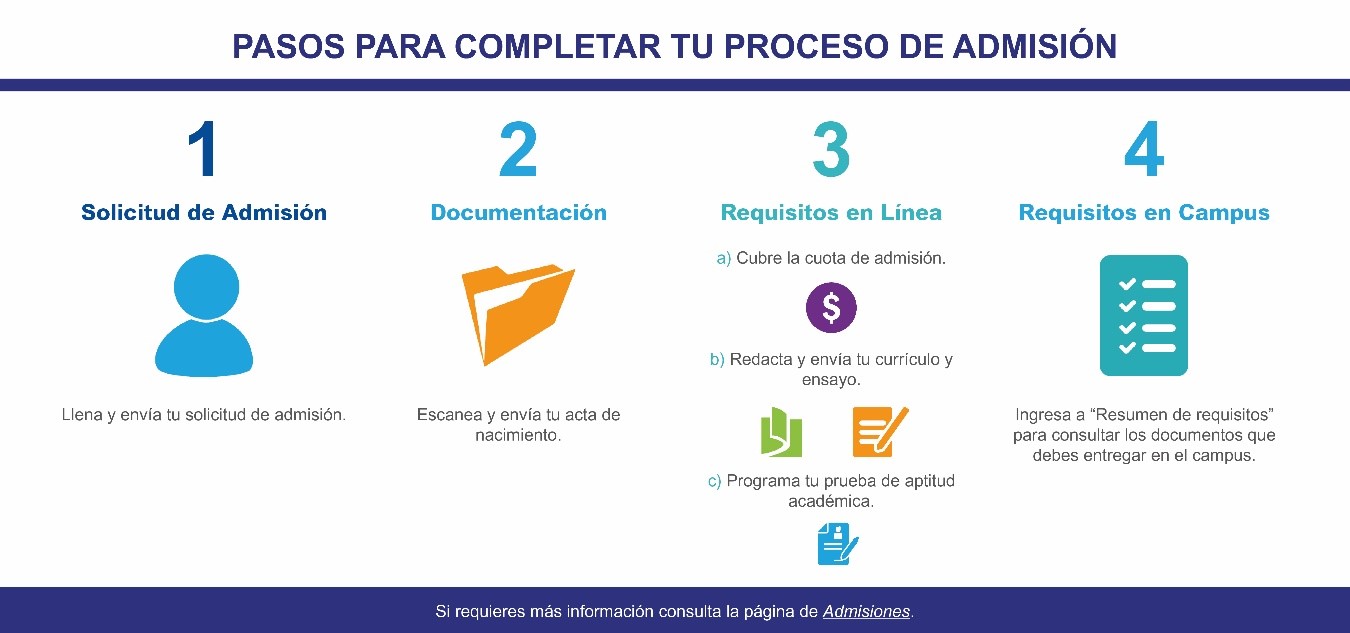 PASOS PARA COMPLETAR TU PROCESO DE ADMISIÓN
1
Solicitud de Admisión
Llena y envía tu solicitud de admisión.
2
Documentación
Escanea y envía tu acta de
nacimiento.
3
Requisitos en Línea
a) Cubre la cuota de admisión.
$
b) Redacta y envía tu currículo y
ensayo.
c) Programa tu prueba de aptitud
académica.
4
Requisitos en Campus
Ingresa a “Resumen de requisitos”
para consultar los documentos que
debes entregar en el campus.
Si requieres más información consulta la página de Admisiones.